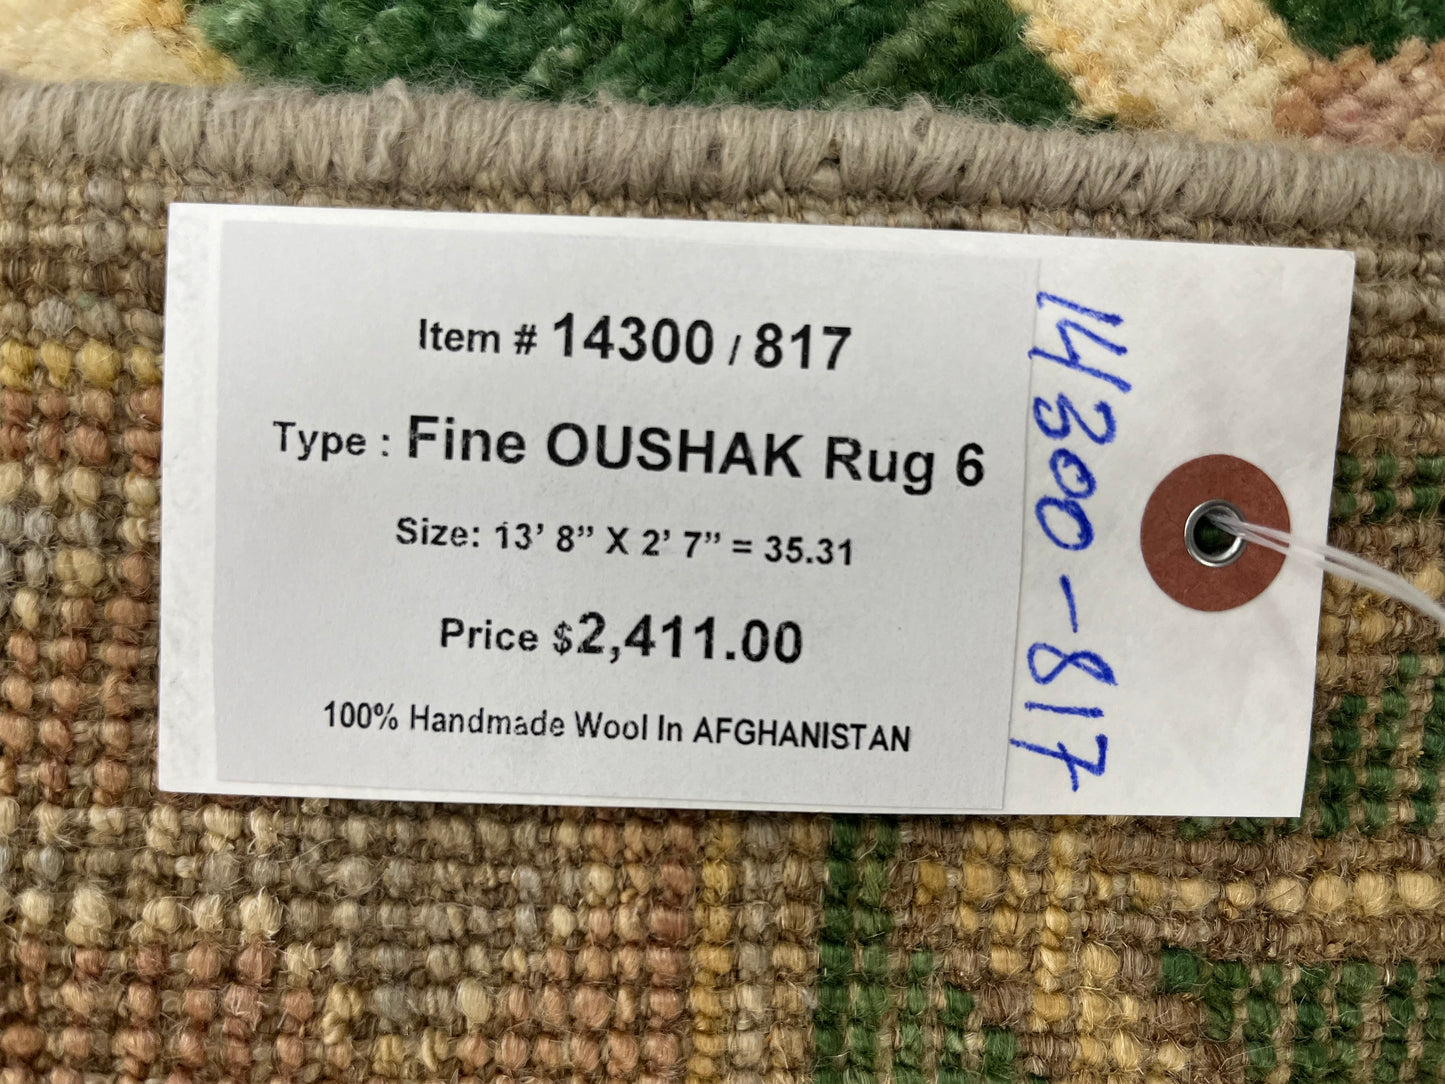 Item # 14300 / 817
Type : Fine OUSHAK Rug 6
Size: 13’ 8” X 2’ 7” = 35.31
Price $2,411.00
100% Handmade Wool In AFGHANISTAN
14300-817